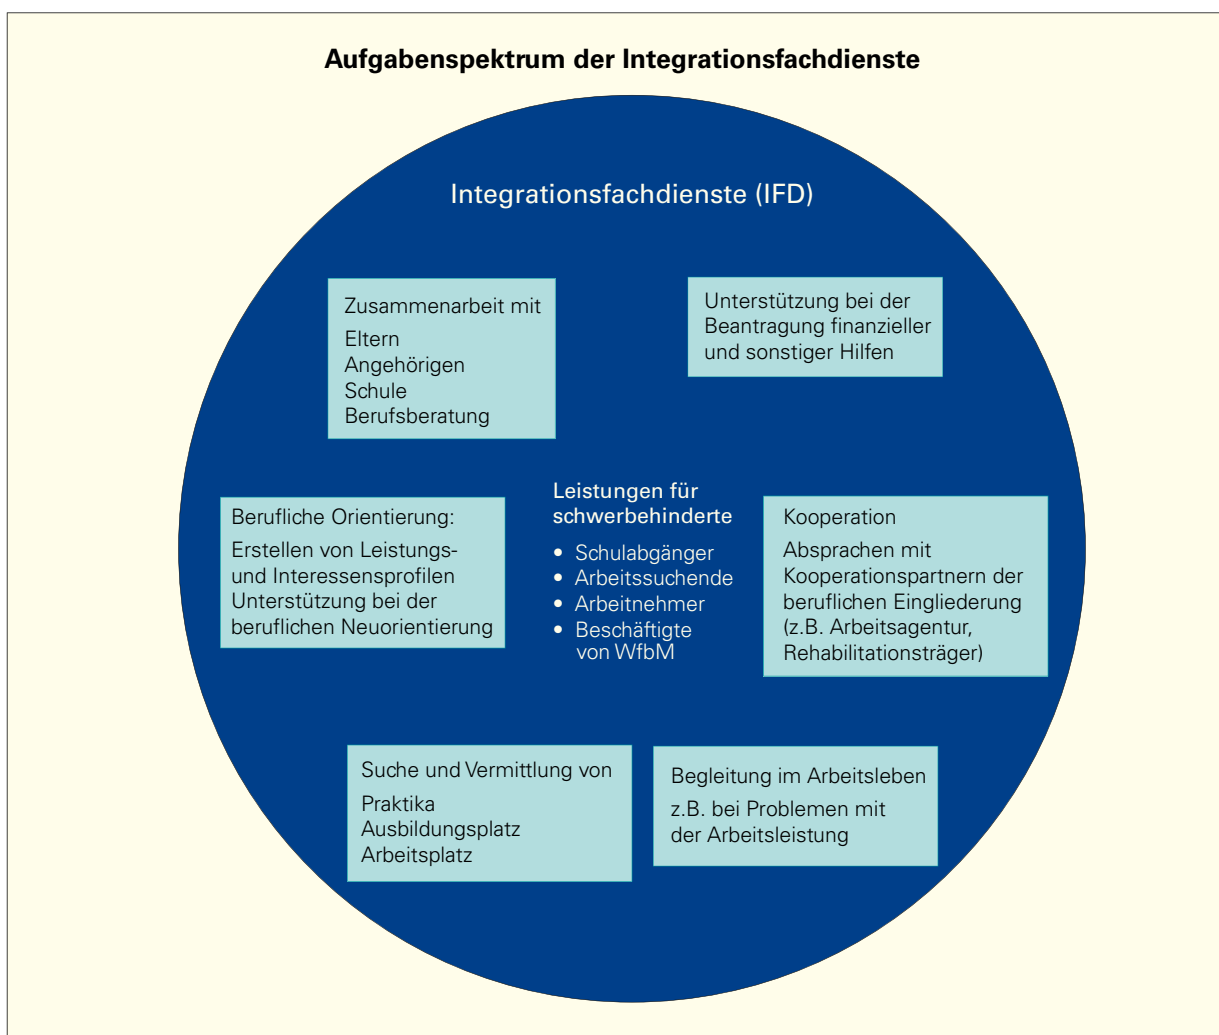 Aufgabenspektrum der Integrationsfachdienste
Integrationsfachdienste (IFD)
Zusammenarbeit mit
Eltern
Angehörigen
Schule
Berufsberatung
Unterstützung bei der
Beantragung finanzieller
und sonstiger Hilfen
Berufliche Orientierung:
Erstellen von Leistungs-
und Interessensprofilen
Unterstützung bei der
beruflichen Neuorientierung
Leistungen für
schwerbehinderte
• Schulabgänger
• Arbeitssuchende
• Arbeitnehmer
• Beschäftigte
von WfbM
Kooperation
Absprachen mit
Kooperationspartnern der
beruflichen Eingliederung
(z.B. Arbeitsagentur,
Rehabilitationsträger)
Suche und Vermittlung von
Praktika
Ausbildungsplatz
Arbeitsplatz
Begleitung im Arbeitsleben
z.B. bei Problemen mit
der Arbeitsleistung